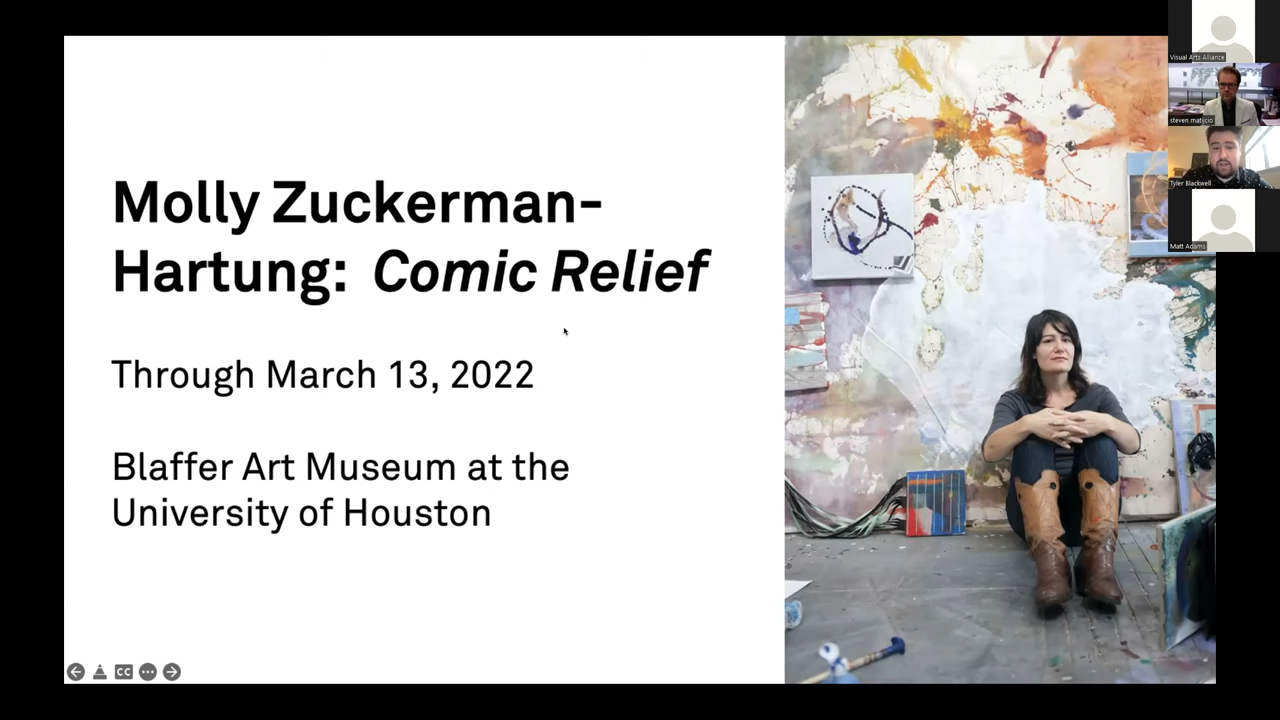 Molly Zuckerman-
Hartung: Comic Relief
Through March 13, 2022
Blaffer Art Museum at the
University of Houston
CC
Visual Arts Alliance
steven matijcio
Tyler Blackwell
Matt Adams